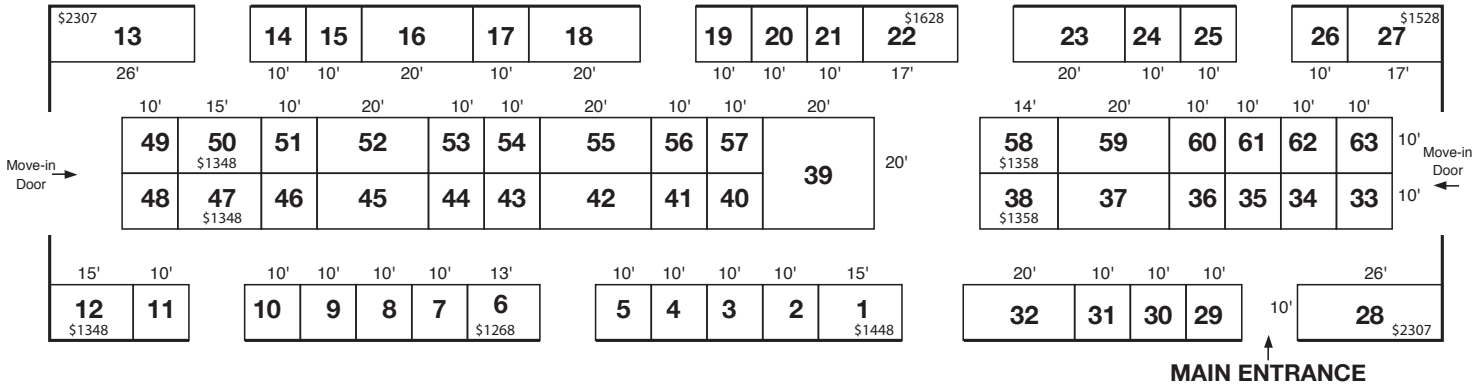 $2307 $1628 $1528
13 14 15 16 17 18 19 20 21 22 23 24 25 26 27
26' 10' 10' 20' 10' 20' 10' 10' 10' 17' 20' 10' 10' 10' 17'
10' 15' 10' 20' 10' 10' 20' 10' 10' 20' 14' 20' 10' 10' 10' 10'
49 50 51 52 53 54 55 56 57 58 59 60 61 62 63 10'
$1348 $1358
Move-in
Door
39 20'
Move-in
Door
48 47 46 45 44 43 42 41 40 38 37 36 35 34 33 10'
$1348 $1358
15' 10' 10' 10' 10' 10' 13' 10' 10' 10' 10' 15' 20' 10' 10' 10' 26'
12 11 10 9 8 7 6 5 4 3 2 1 32 31 30 29 10' 28
$1348 $1268 $1448 $2307
MAIN ENTRANCE